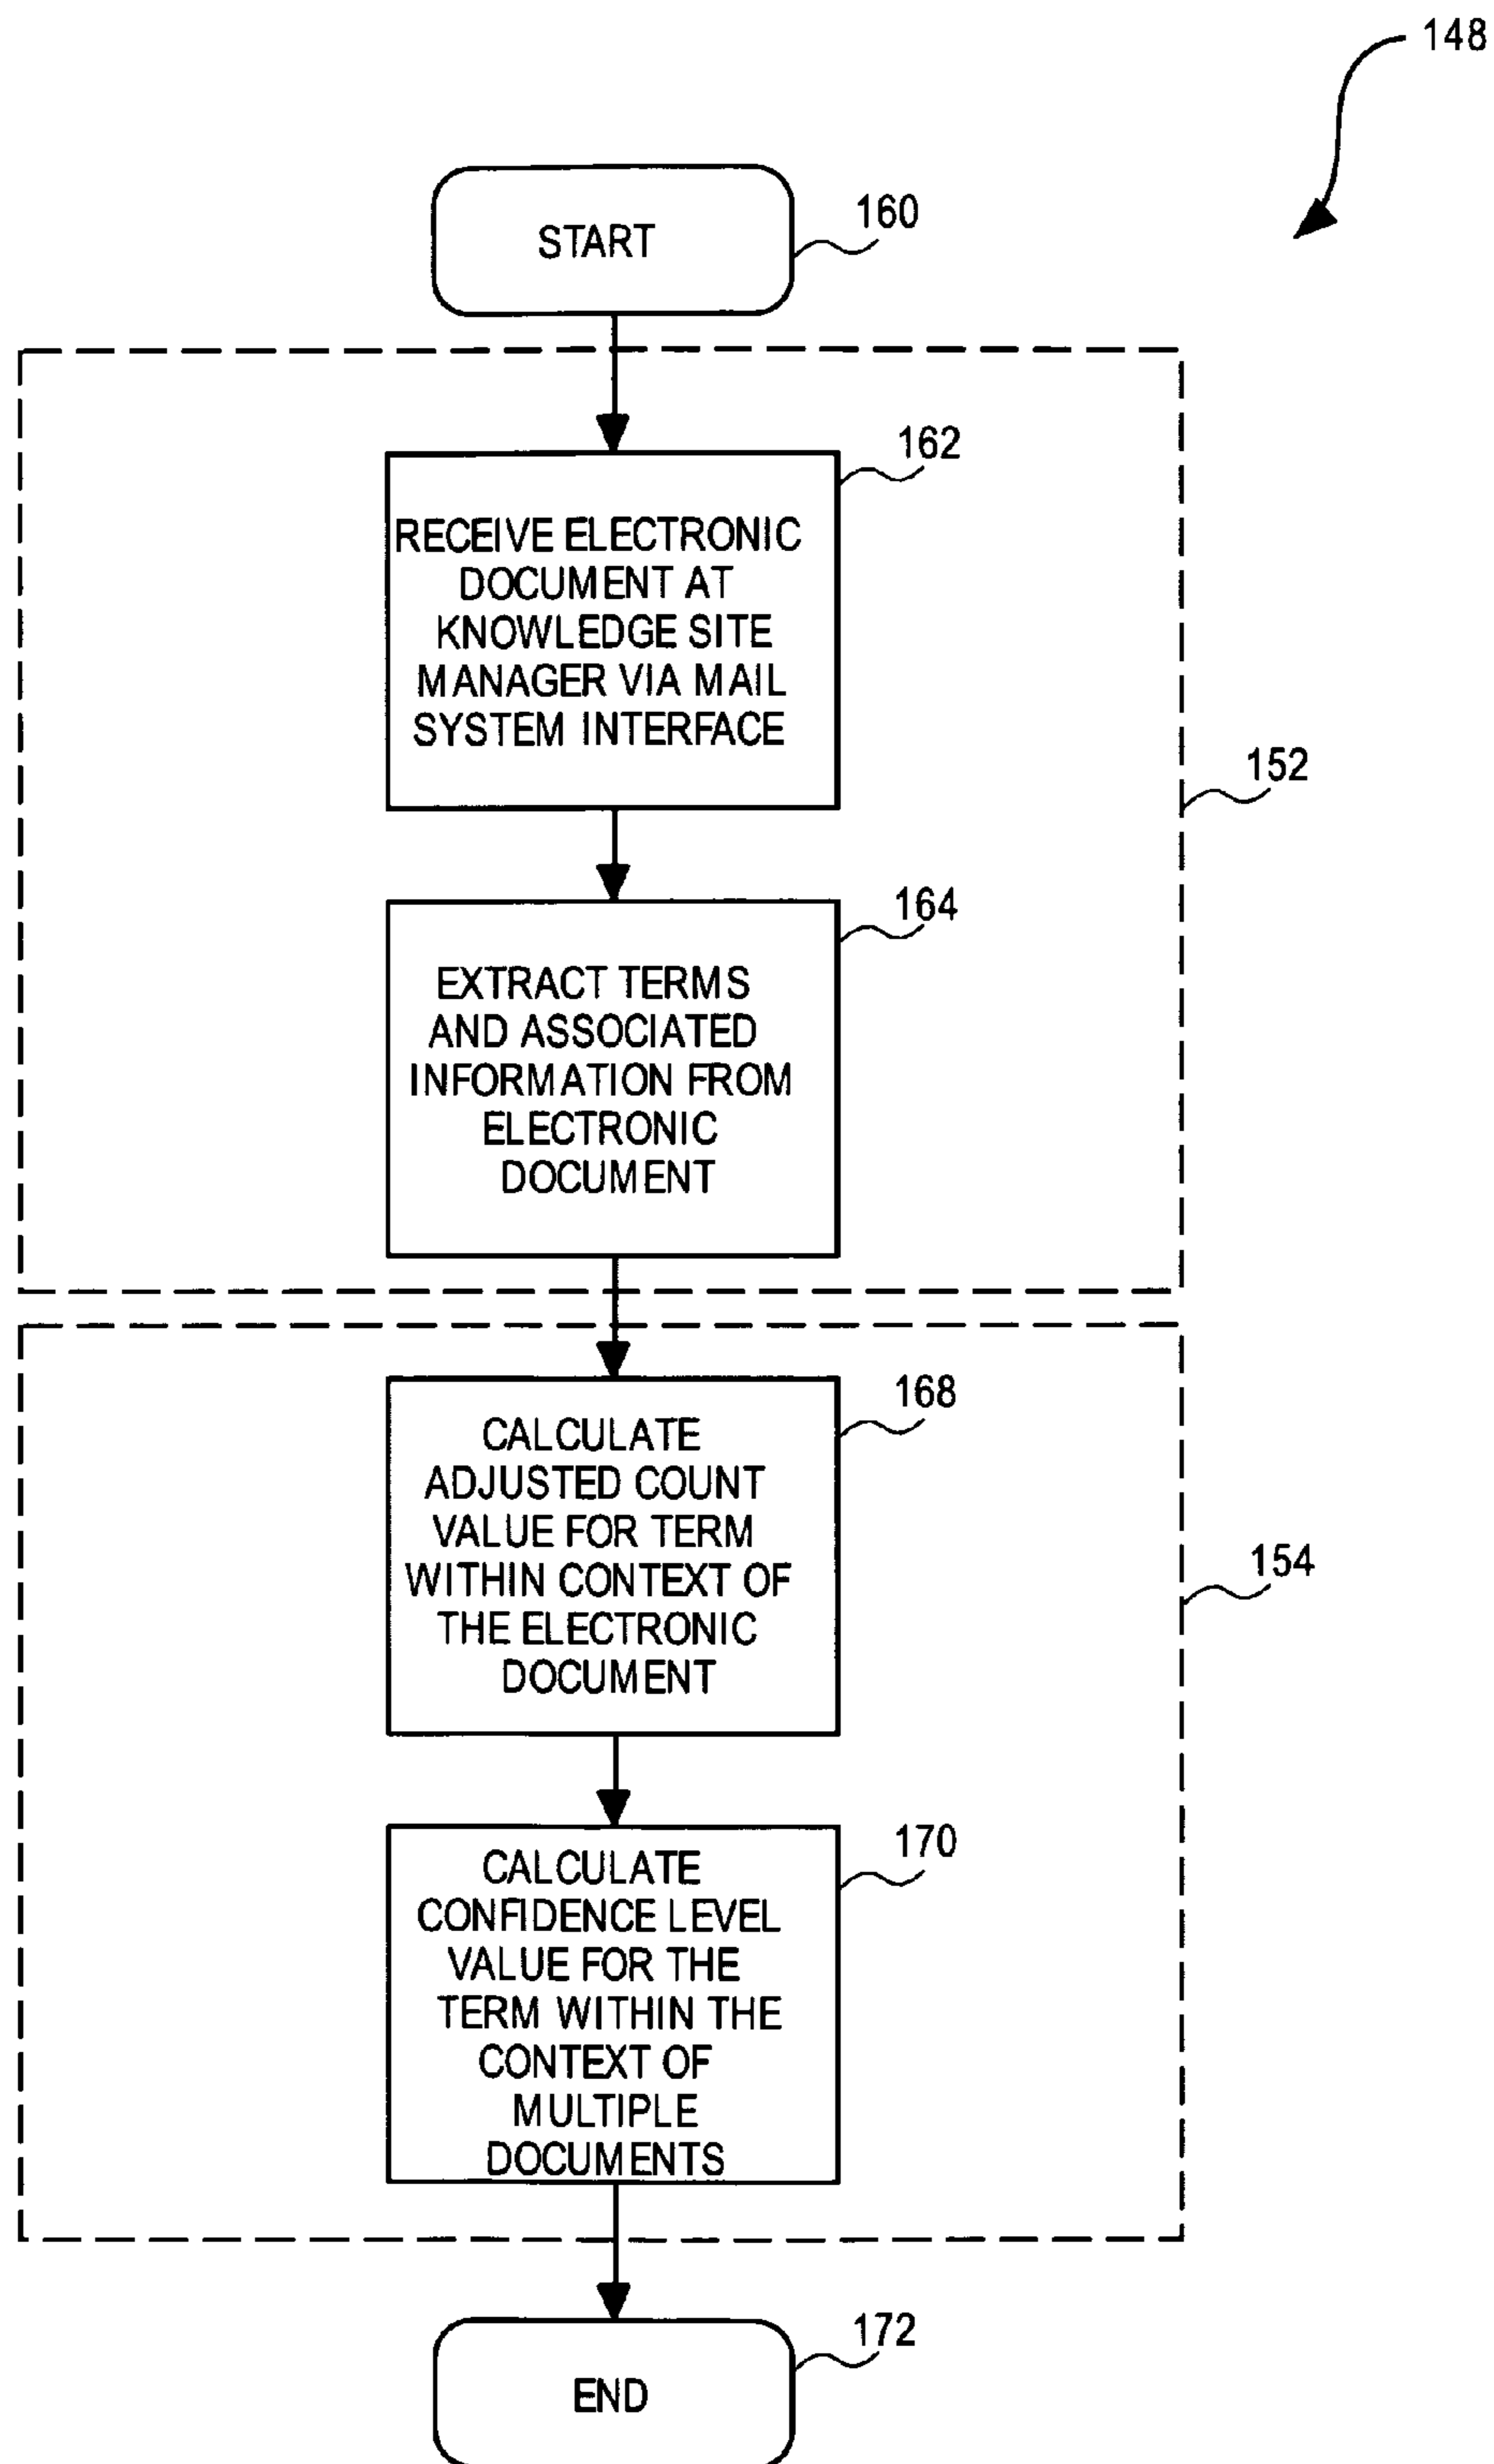 148
START
160
162
RECEIVE ELECTRONIC
DOCUMENT AT
KNOWLEDGE SITE
MANAGER VIA MAIL
SYSTEM INTERFACE
152
164
EXTRACT TERMS
AND ASSOCIATED
INFORMATION FROM
ELECTRONIC
DOCUMENT
168
CALCULATE
ADJUSTED COUNT
VALUE FOR TERM
WITHIN CONTEXT OF
THE ELECTRONIC
DOCUMENT
154
170
CALCULATE
CONFIDENCE LEVEL
VALUE FOR THE
TERM WITHIN THE
CONTEXT OF
MULTIPLE
DOCUMENTS
172
END